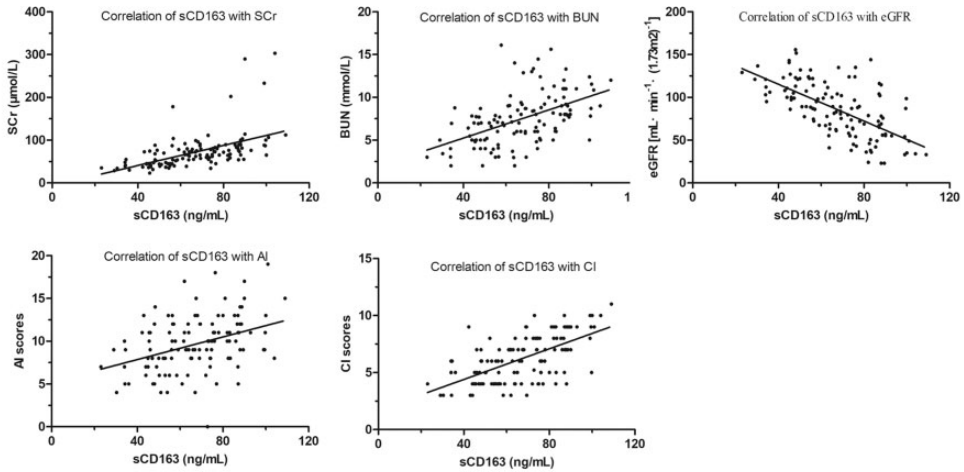 Correlation of sCD163 with SCr
SCr (μmol/L)
400
300
200
100
0
0
40
80
120
sCD163 (ng/mL)
Correlation of sCD163 with BUN
BUN (mmol/L)
20
15
10
5
0
0
40
80
1
sCD163 (ng/mL)
Correlation of sCD163 with eGFR
eGFR [mL· min⁻¹· (1.73m2)⁻¹]
200
150
100
50
0
0
40
80
120
sCD163 (ng/mL)
Correlation of sCD163 with AI
AI scores
20
15
10
5
0
0
40
80
120
sCD163 (ng/mL)
Correlation of sCD163 with CI
CI scores
15
10
5
0
0
40
80
120
sCD163 (ng/mL)